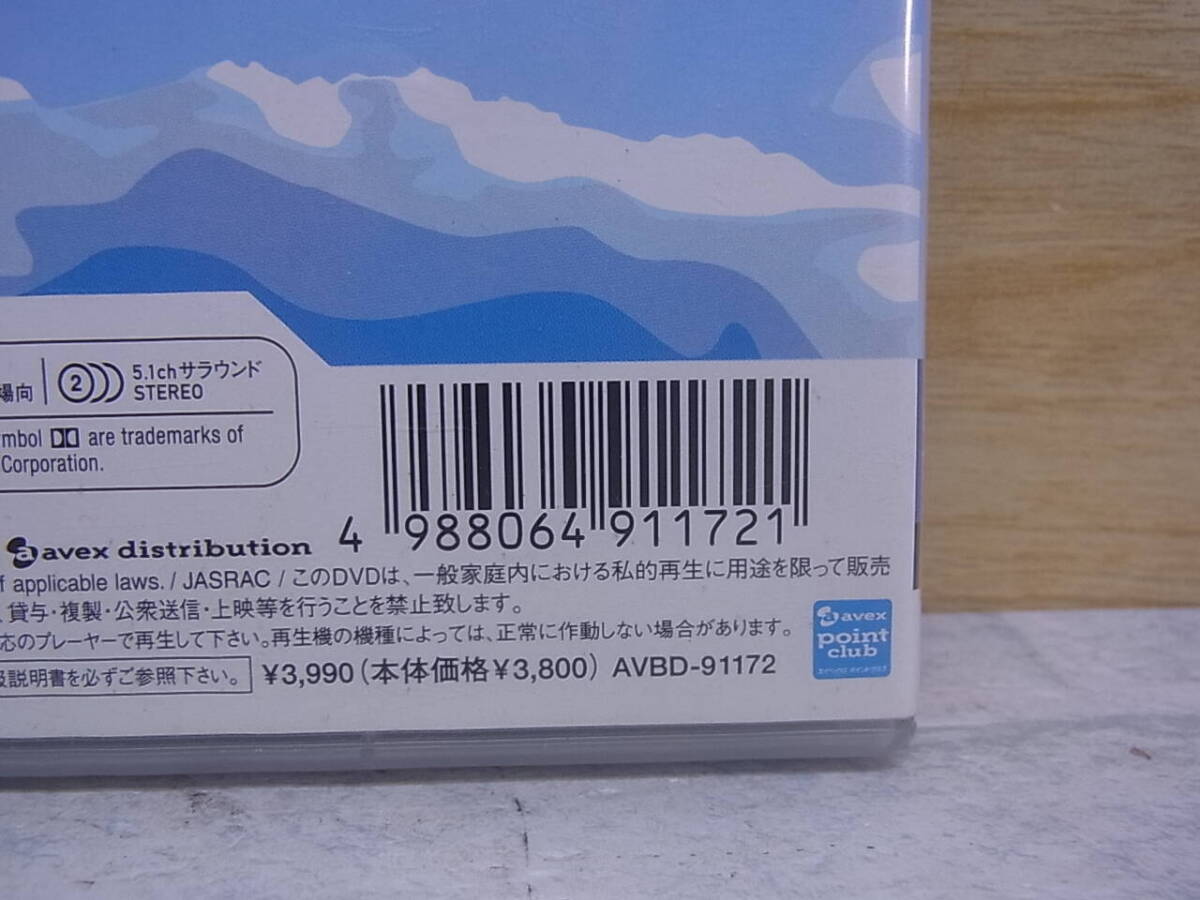 場向
2
5.1chサラウンド
STEREO
are trademarks of
Corporation.
4 988064 911721
avex distribution
applicable laws. / JASRAC / このDVDは、一般家庭内における私的再生に用途を限って販売
、貸与・複製・公衆送信・上映等を行うことを禁止致します。
応のプレーヤーで再生して下さい。再生機の機種によっては、正常に作動しない場合があります。
説明書を必ずご参照下さい。
¥3,990(本体価格¥3,800) AVBD-91172
avex
point
club